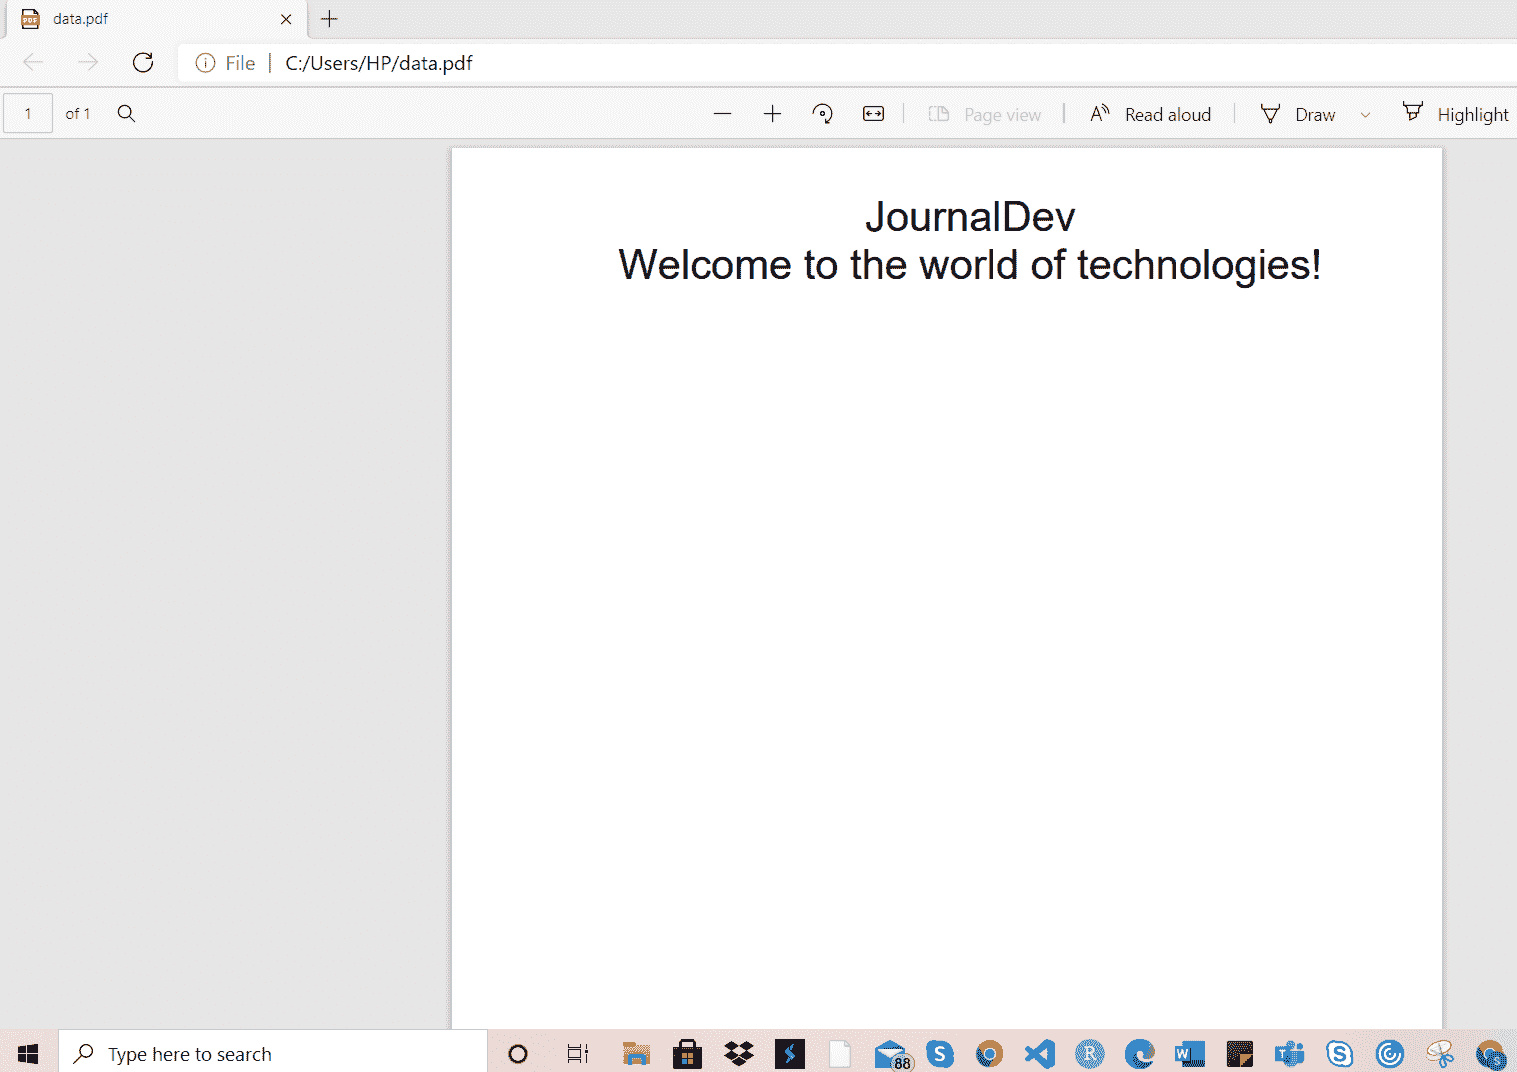 data.pdf
File | C:/Users/HP/data.pdf
1 of 1 Page view Read aloud Draw Highlight
JournalDev
Welcome to the world of technologies!
Type here to search
88